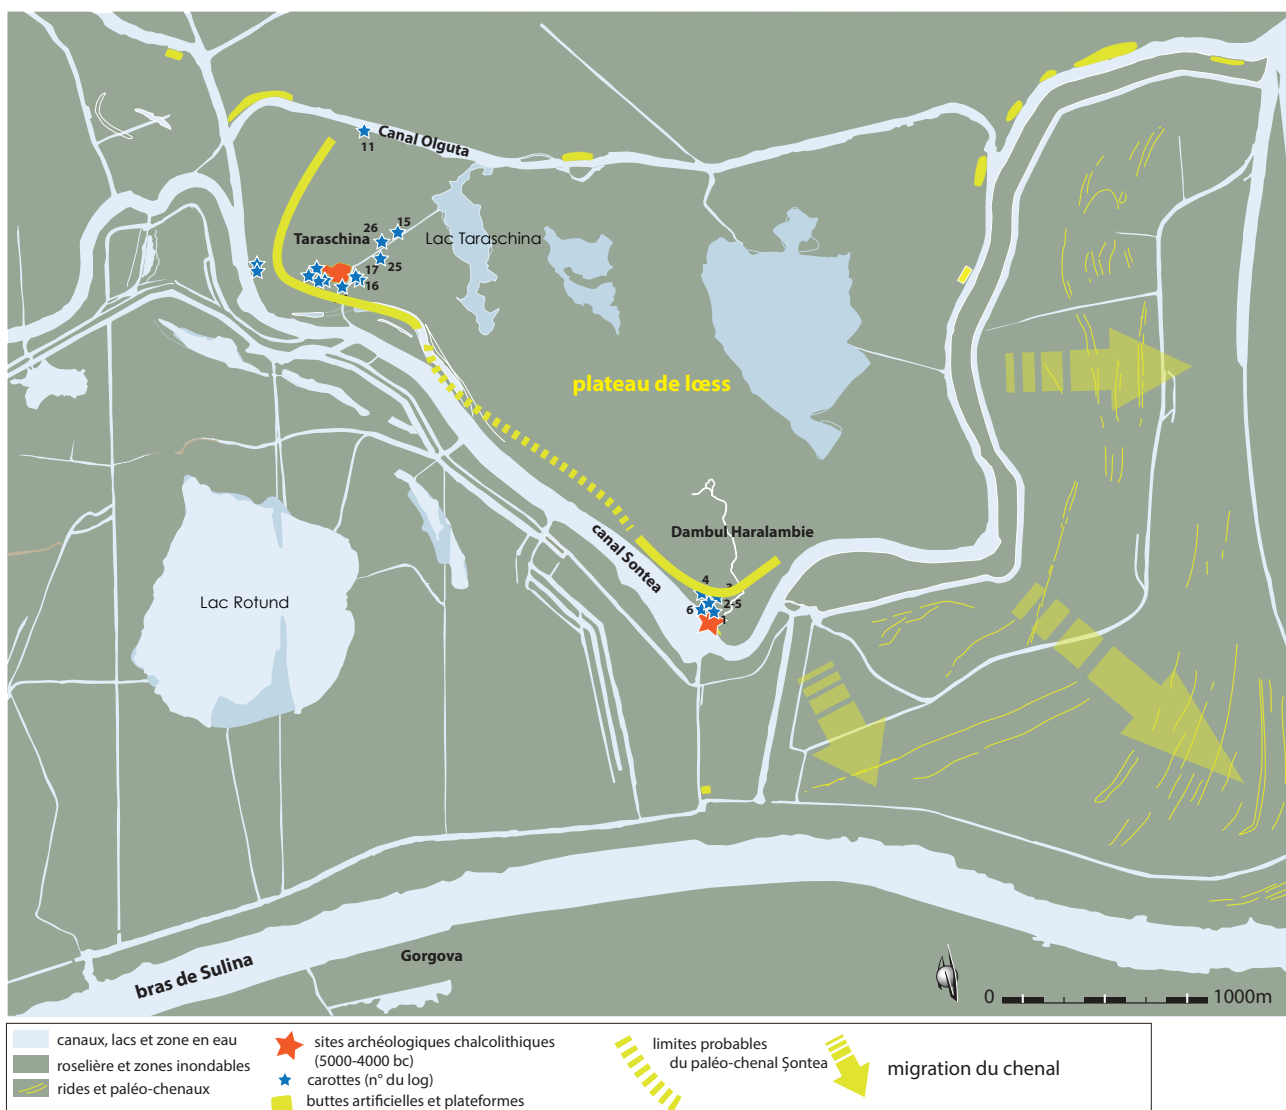 Canal Olguta
11
15
26
Taraschina
Lac Taraschina
25
17
16
plateau de lœss
Dambul Haralambie
canal Sontea
4
3
2-5
6
1
Lac Rotund
Gorgova
bras de Sulina
0 1000m
canaux, lacs et zone en eau
roselière et zones inondables
rides et paléo-chenaux
sites archéologiques chalcolithiques
(5000-4000 bc)
carottes (n° du log)
buttes artificielles et plateformes
limites probables
du paléo-chenal Şontea
migration du chenal